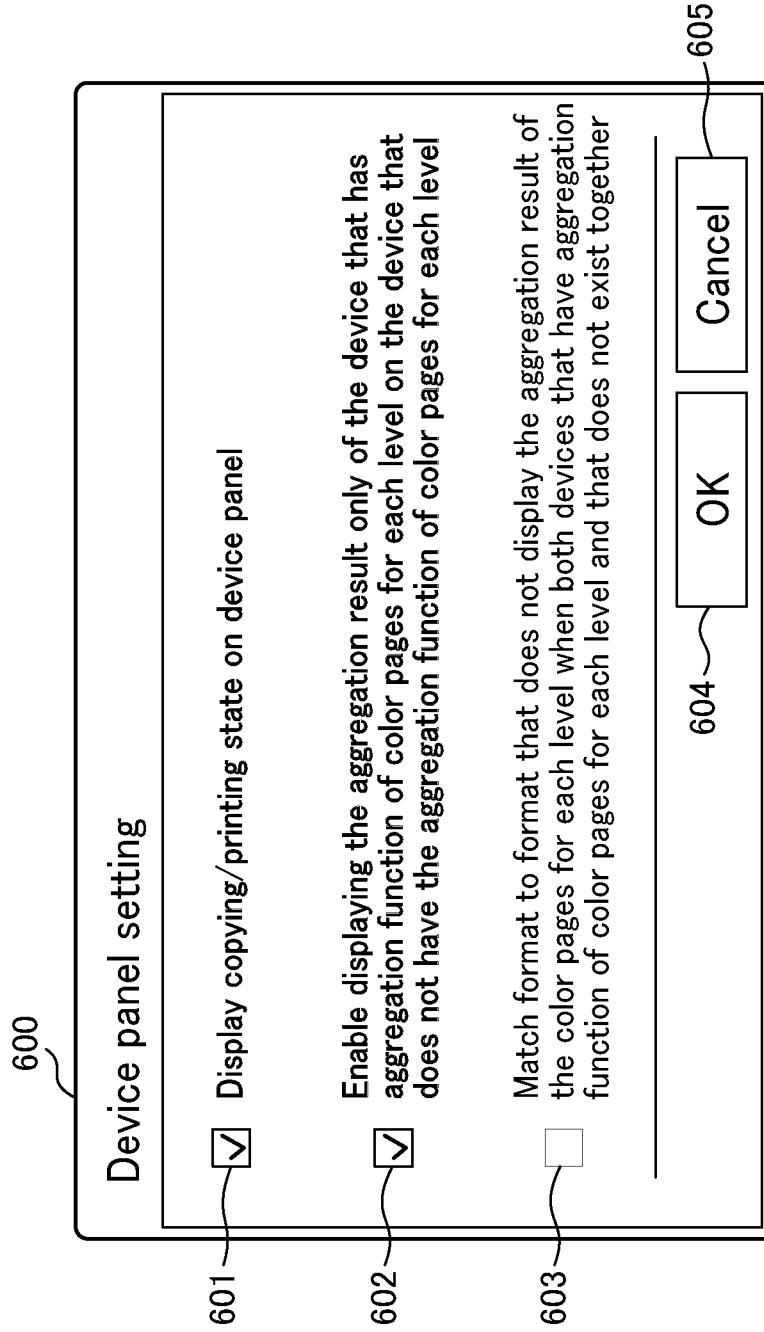 600
Device panel setting
601
Display copying/printing state on device panel
602
Enable displaying the aggregation result only of the device that has
aggregation function of color pages for each level on the device that
does not have the aggregation function of color pages for each level
603
Match format to format that does not display the aggregation result of
the color pages for each level when both devices that have aggregation
function of color pages for each level and that does not exist together
604
OK
Cancel
605